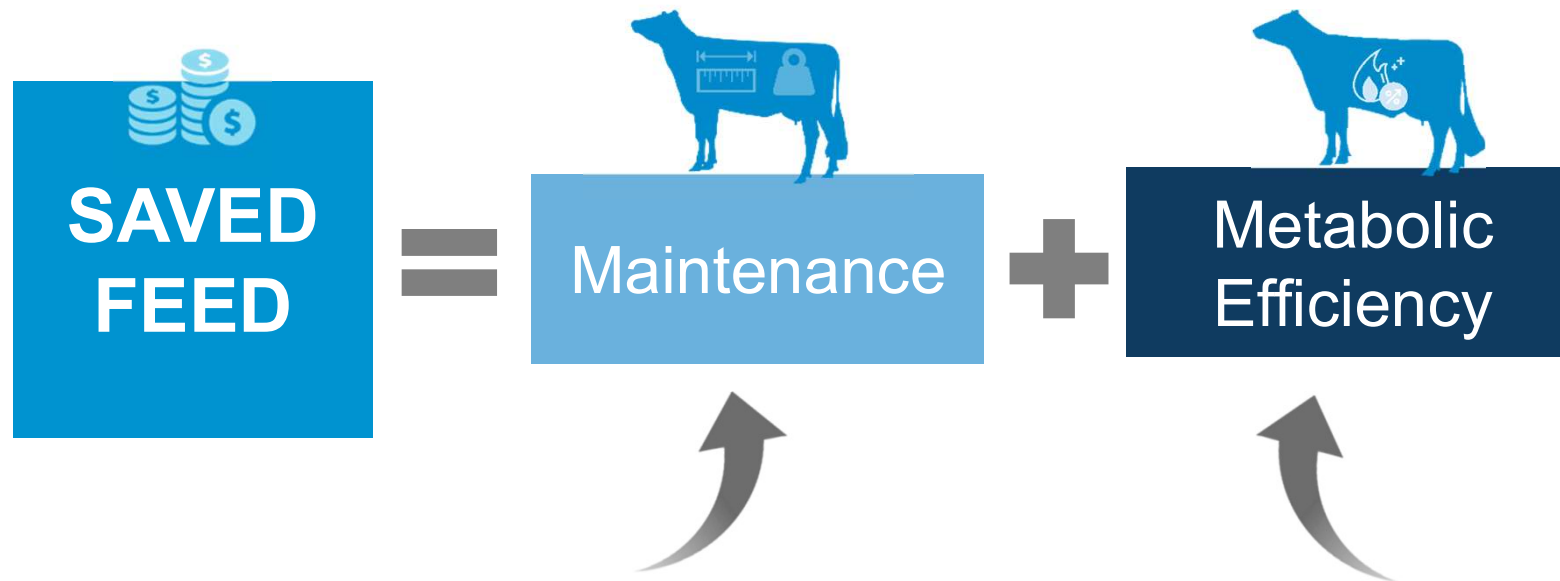 SAVED
FEED
Maintenance
Metabolic
Efficiency